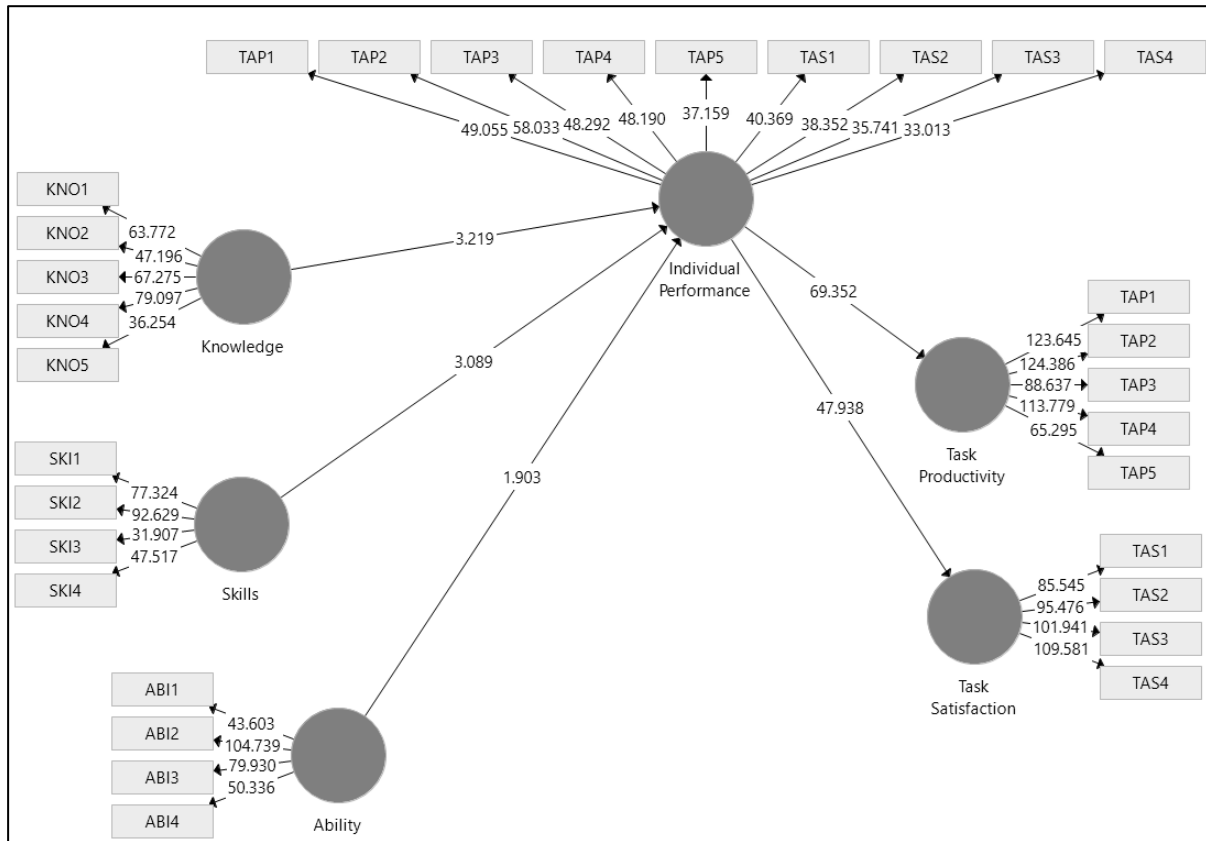 TAP1
TAP2
TAP3
TAP4
TAP5
TAS1
TAS2
TAS3
TAS4
49.055
58.033
48.292
48.190
37.159
40.369
38.352
35.741
33.013
KNO1
KNO2
KNO3
KNO4
KNO5
63.772
47.196
67.275
79.097
36.254
Knowledge
3.219
Individual
Performance
SKI1
SKI2
SKI3
SKI4
77.324
92.629
31.907
47.517
Skills
3.089
ABI1
ABI2
ABI3
ABI4
43.603
104.739
79.930
50.336
Ability
1.903
69.352
47.938
123.645
124.386
88.637
113.779
65.295
TAP1
TAP2
TAP3
TAP4
TAP5
Task
Productivity
85.545
95.476
101.941
109.581
TAS1
TAS2
TAS3
TAS4
Task
Satisfaction